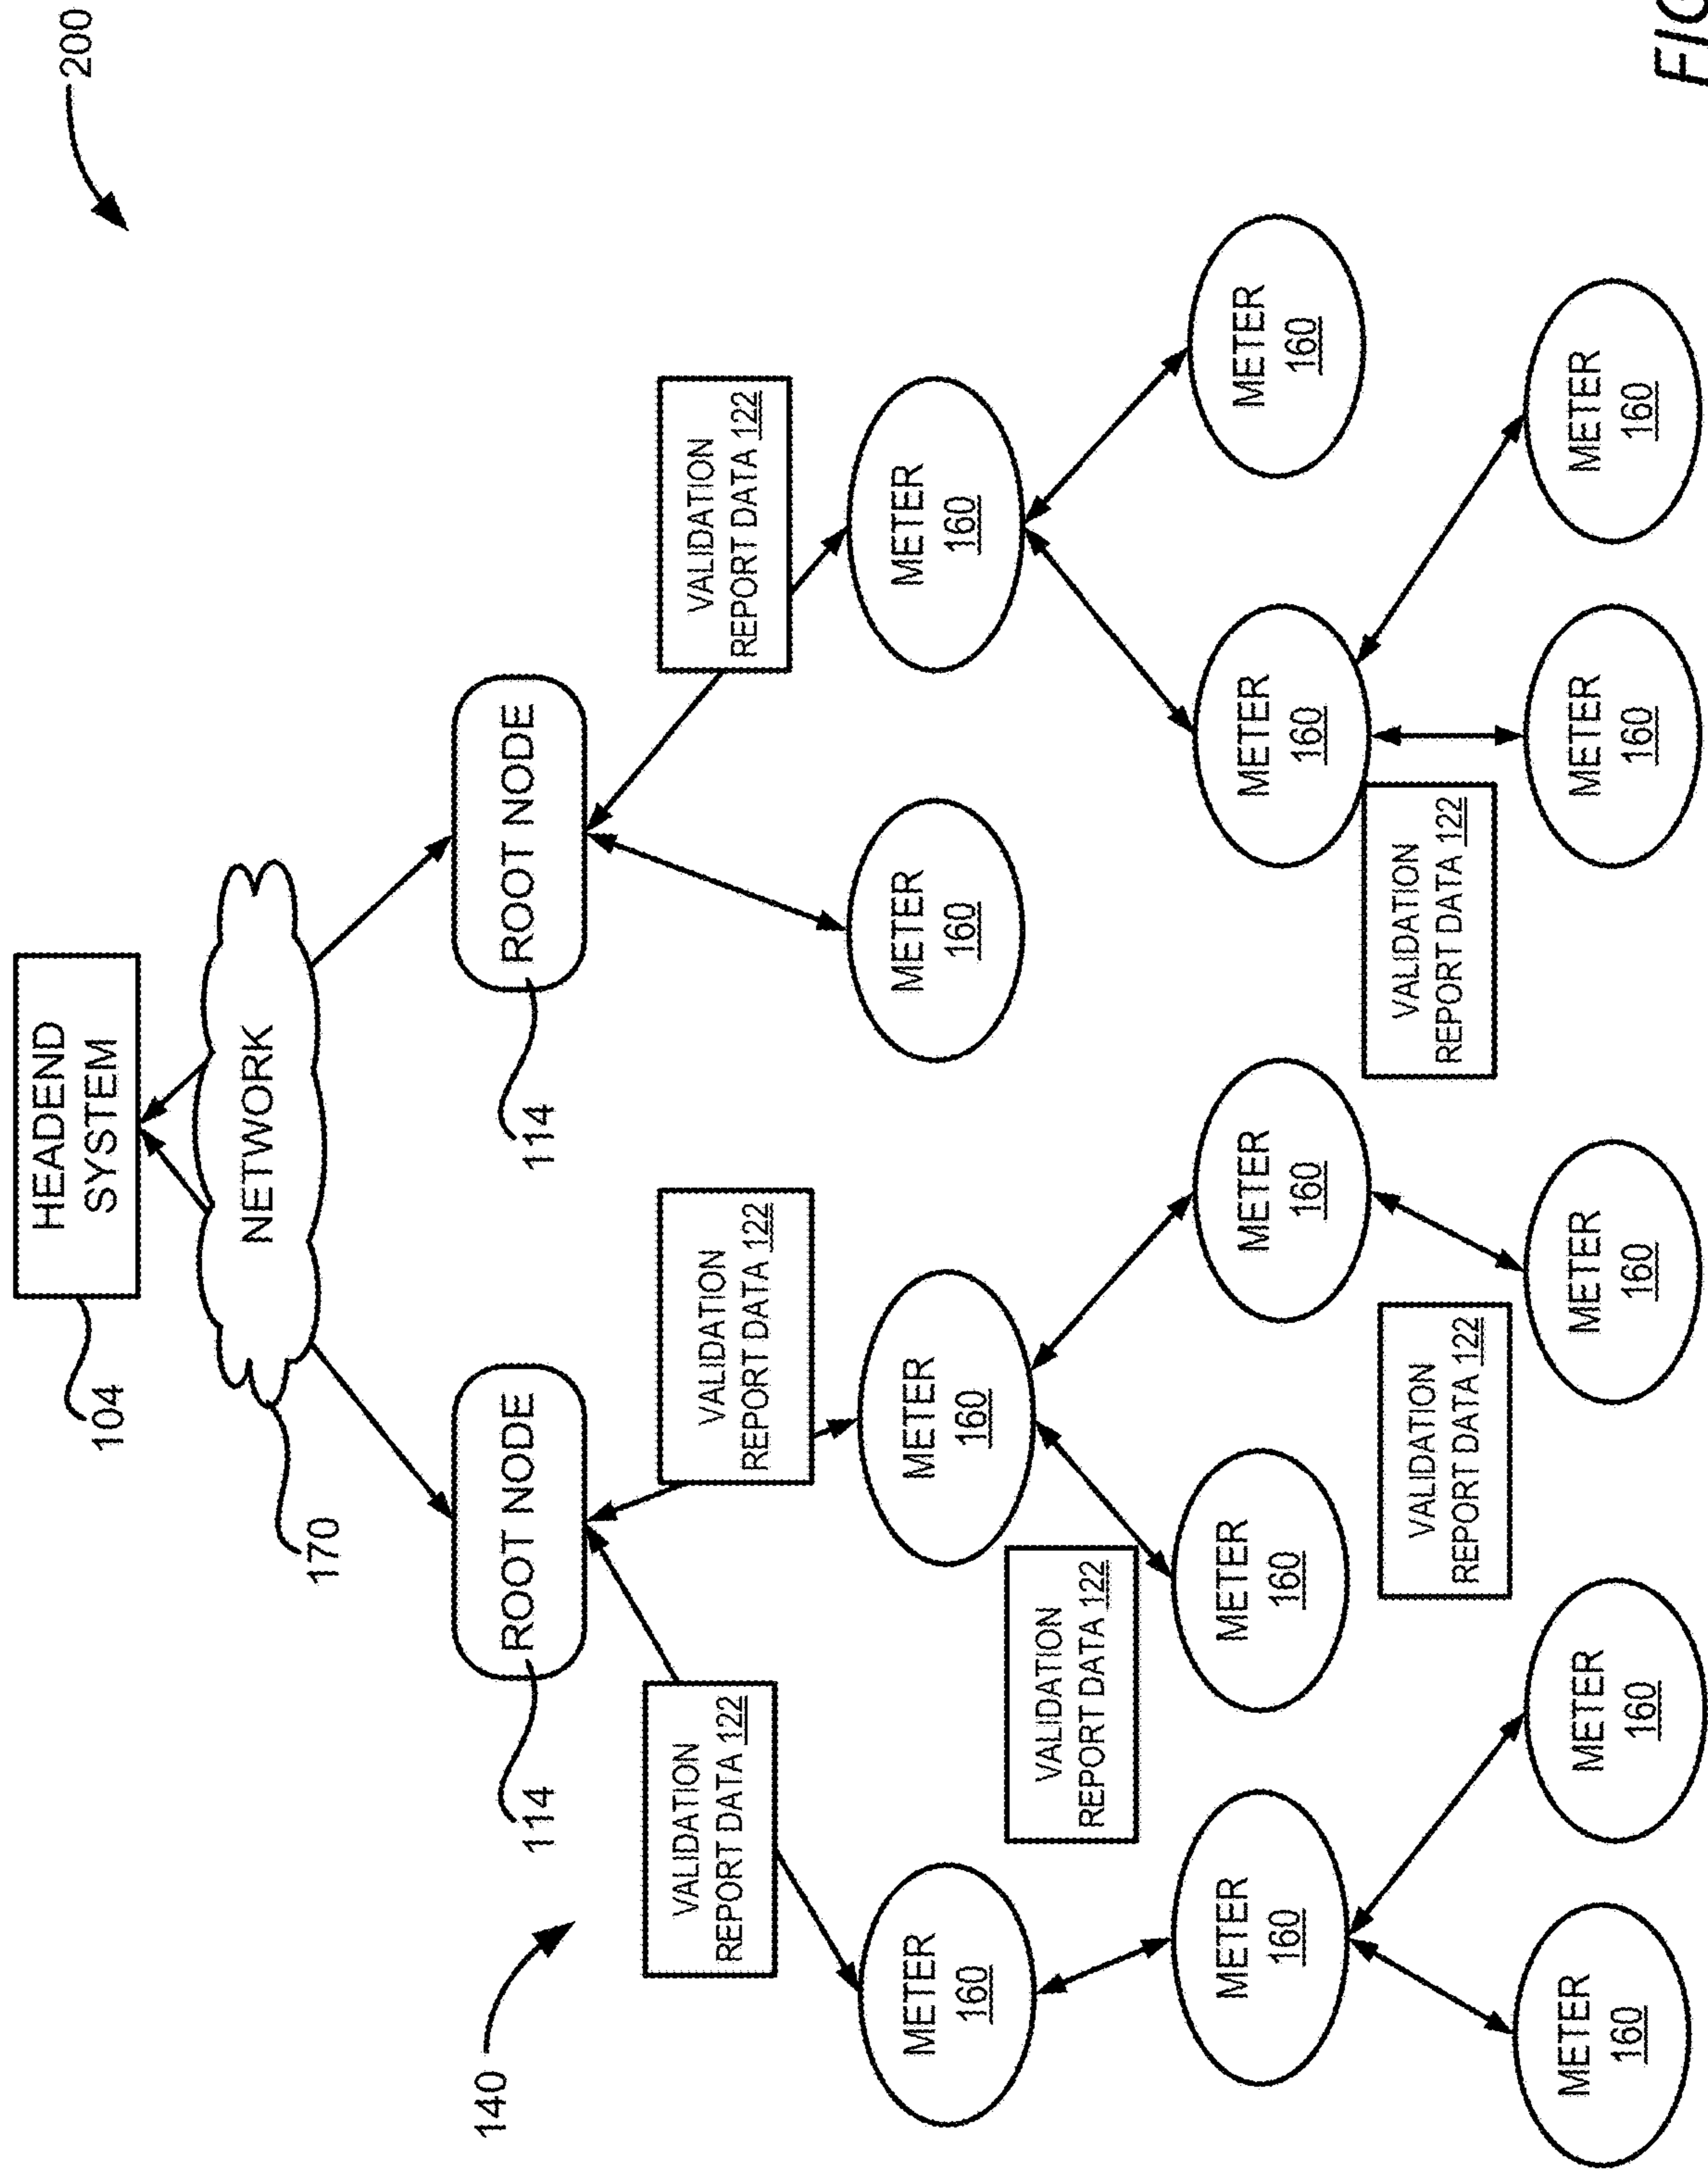 200
HEADEND
SYSTEM
104
NETWORK
170
ROOT NODE
ROOT NODE
114
114
140
VALIDATION
REPORT DATA 122
VALIDATION
REPORT DATA 122
VALIDATION
REPORT DATA 122
METER
160
METER
160
METER
160
METER
160
VALIDATION
REPORT DATA 122
METER
160
METER
160
METER
160
METER
160
METER
160
VALIDATION
REPORT DATA 122
VALIDATION
REPORT DATA 122
METER
160
METER
160
METER
160
METER
160
METER
160